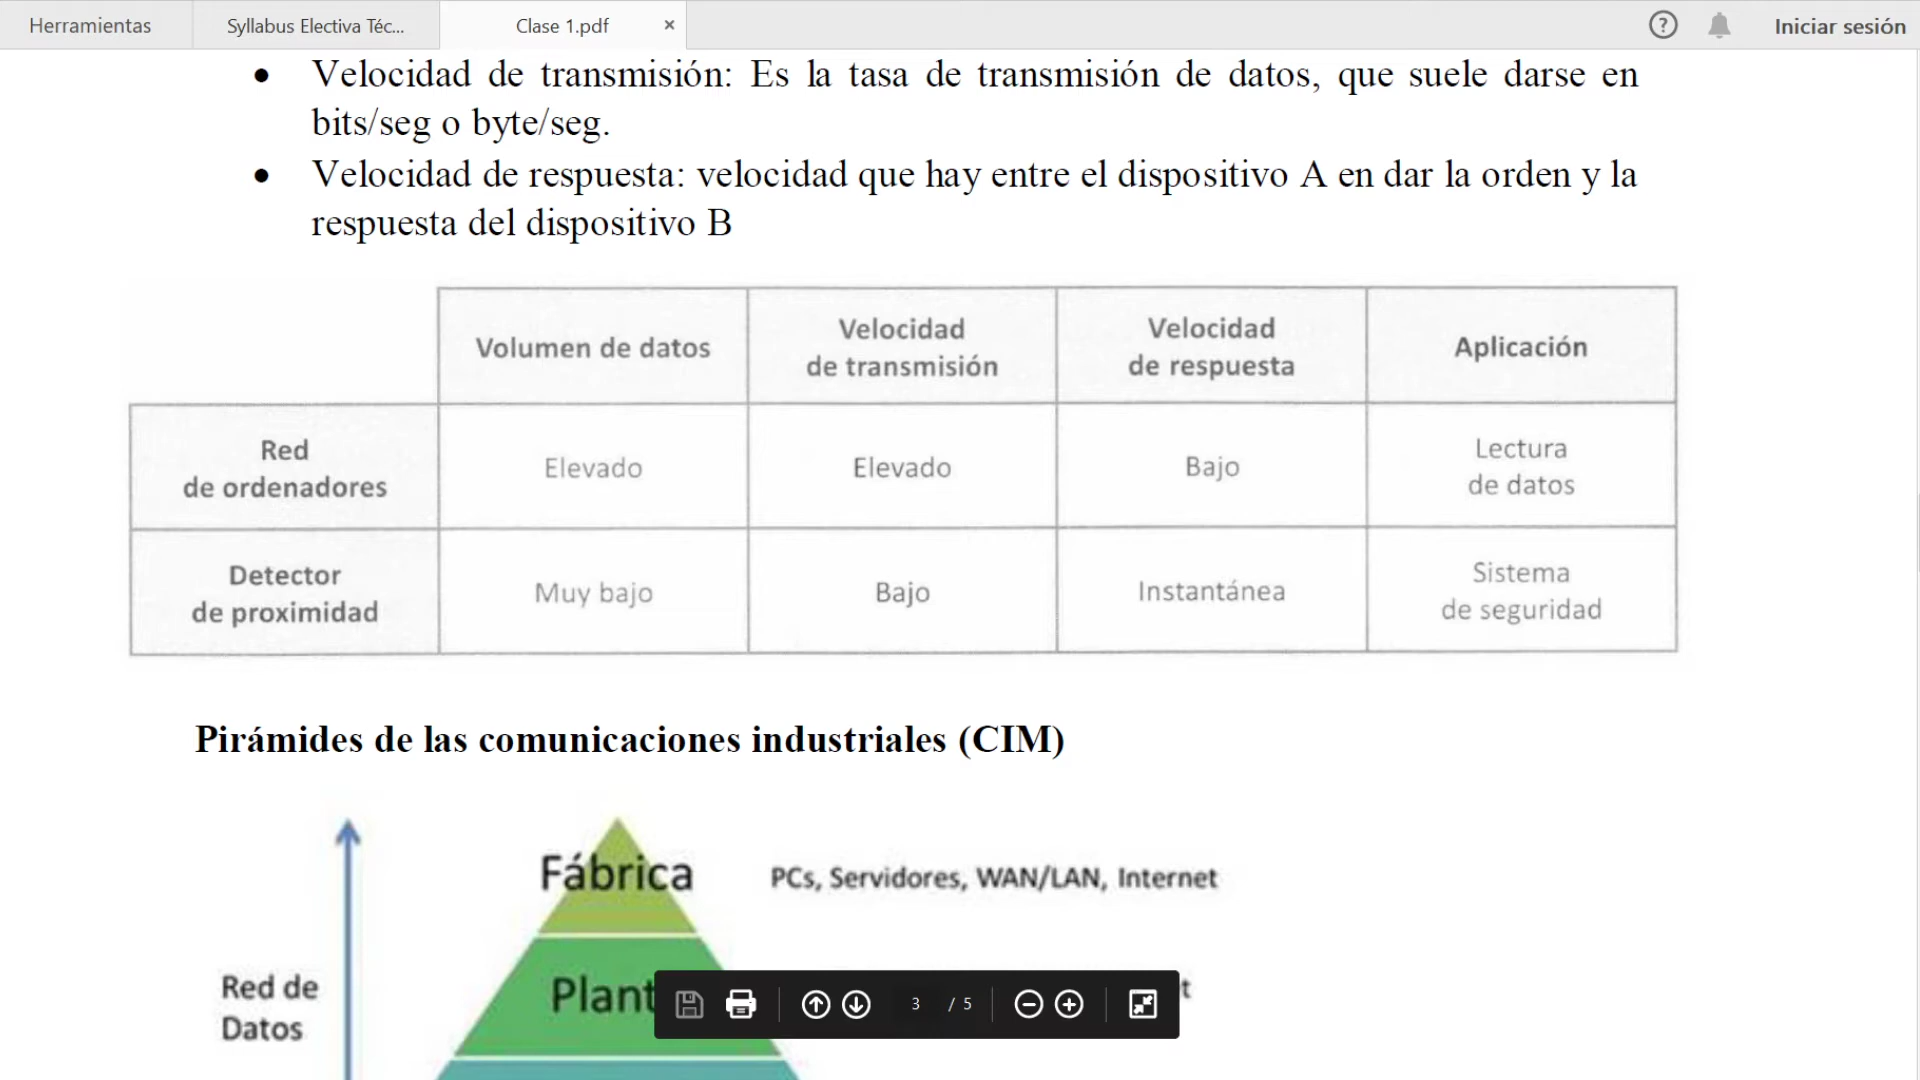 Herramientas
Syllabus Electiva Téc...
Clase 1.pdf
×
?
Iniciar sesión
• Velocidad de transmisión: Es la tasa de transmisión de datos, que suele darse en
bits/seg o byte/seg.
• Velocidad de respuesta: velocidad que hay entre el dispositivo A en dar la orden y la
respuesta del dispositivo B
Volumen de datos
Velocidad
de transmisión
Velocidad
de respuesta
Aplicación
Red
de ordenadores
Elevado
Elevado
Bajo
Lectura
de datos
Detector
de proximidad
Muy bajo
Bajo
Instantánea
Sistema
de seguridad
Pirámides de las comunicaciones industriales (CIM)
Fábrica
PCs, Servidores, WAN/LAN, Internet
Red de
Datos
Plant
t
3 / 5